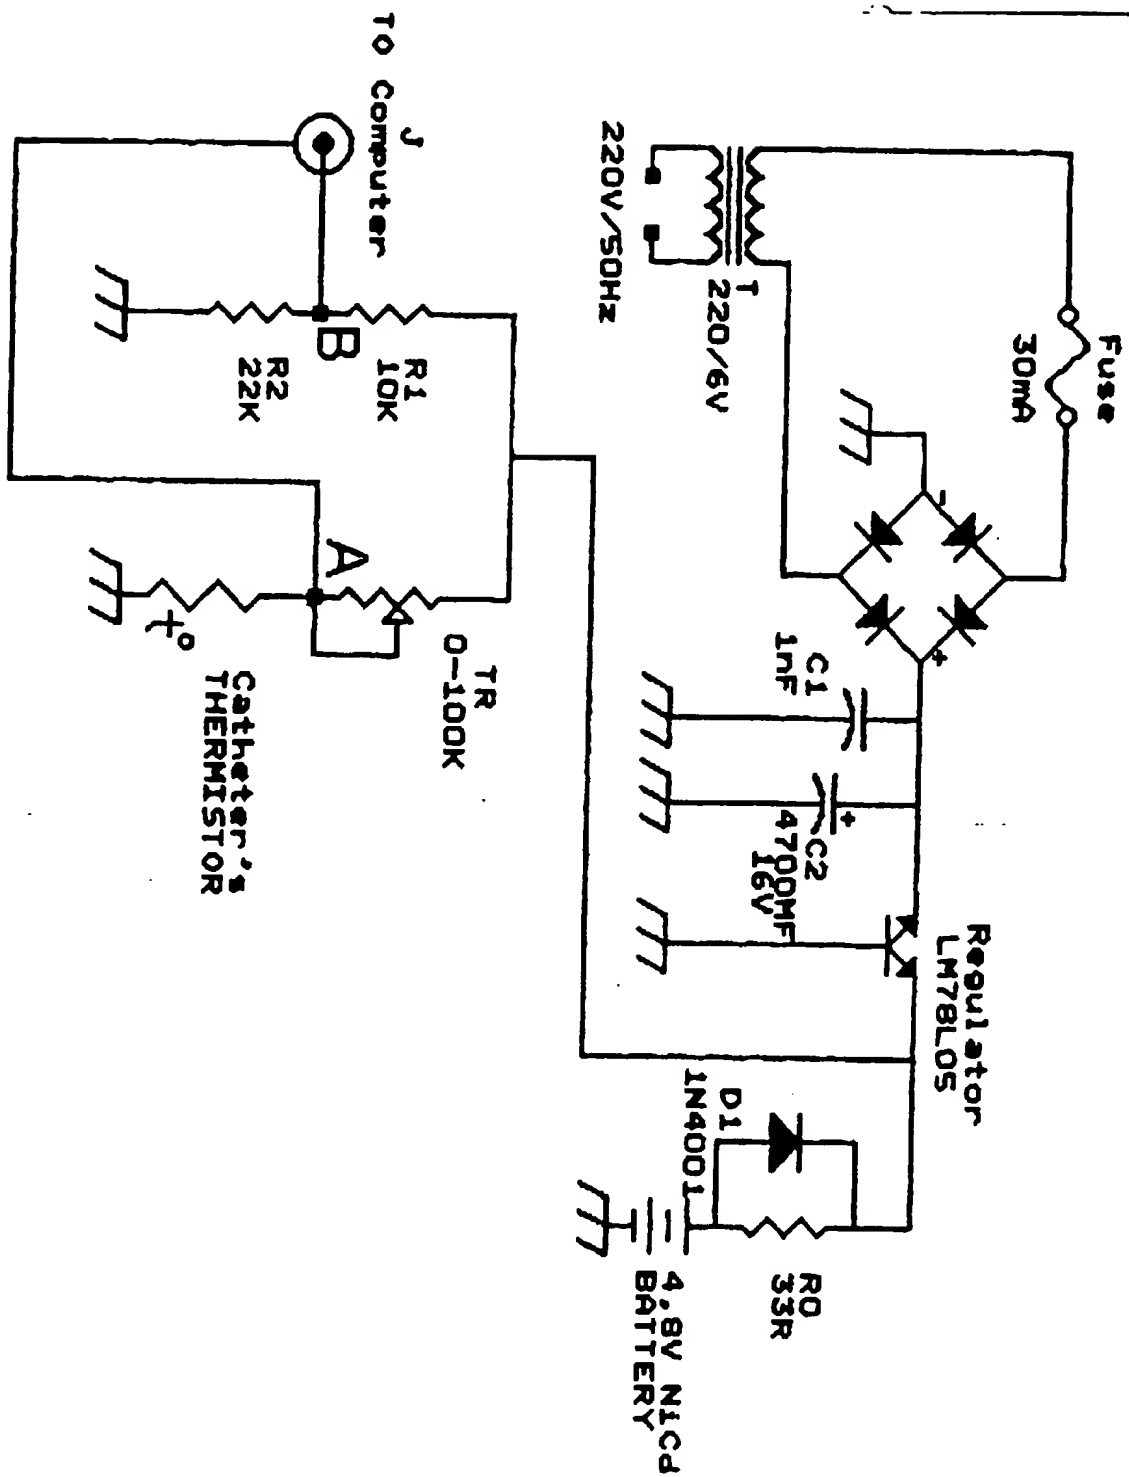 Fuse
30mA
T
220/6V
220V/50Hz
-
+
C1
1nF
+
C2
4700MF
16V
Regulator
LM78L05
D1
1N4001
R0
33R
4,8V NiCd
BATTERY
J
TO Computer
B
R1
10K
R2
22K
A
TR
0-100K
t°
Catheter's
THERMISTOR